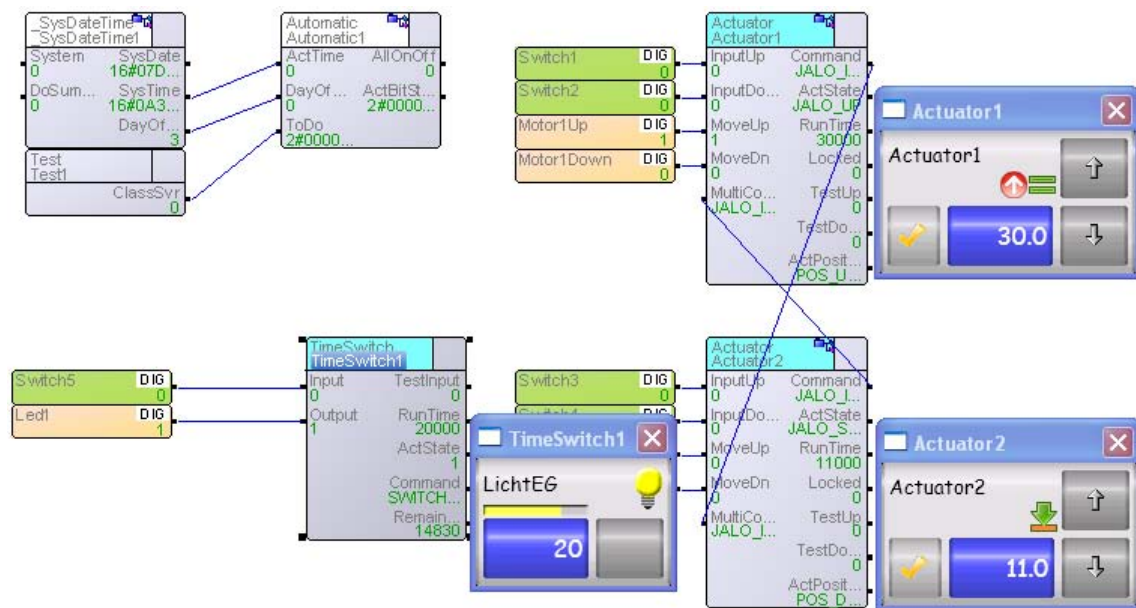 _SysDateTime
_SysDateTime1
System SysDate
0 16#07D...
DoSum... SysTime
0 16#0A3...
DayOf...
3
Test
Test1
ClassSvr
0
Automatic
Automatic1
ActTime AllOnOff
0 0
DayOf... ActBitSt...
0 2#0000...
ToDo
2#0000...
Switch1 DIG
0
Switch2 DIG
0
Motor1Up DIG
1
Motor1Down DIG
0
Actuator
Actuator1
InputUp Command
0 JALO_I...
InputDo... ActState
0 JALO_UP
MoveUp RunTime
1 30000
MoveDn Locked
0 0
MultiCo... TestUp
JALO_I... 0
TestDo...
0
ActPosit...
POS_U...
Actuator1
Actuator1
30.0
Switch5 DIG
0
Led1 DIG
1
TimeSwitch
TimeSwitch1
Input TestInput
0 0
Output RunTime
1 20000
ActState
1
Command
SWITCH...
Remain...
14830
TimeSwitch1
LichtEG
20
Switch3 DIG
0
DIG
Actuator
Actuator2
InputUp Command
0 JALO_I...
InputDo... ActState
0 JALO_S...
MoveUp RunTime
0 11000
MoveDn Locked
0 0
MultiCo... TestUp
JALO_I... 0
TestDo...
0
ActPosit...
POS_D...
Actuator2
Actuator2
11.0